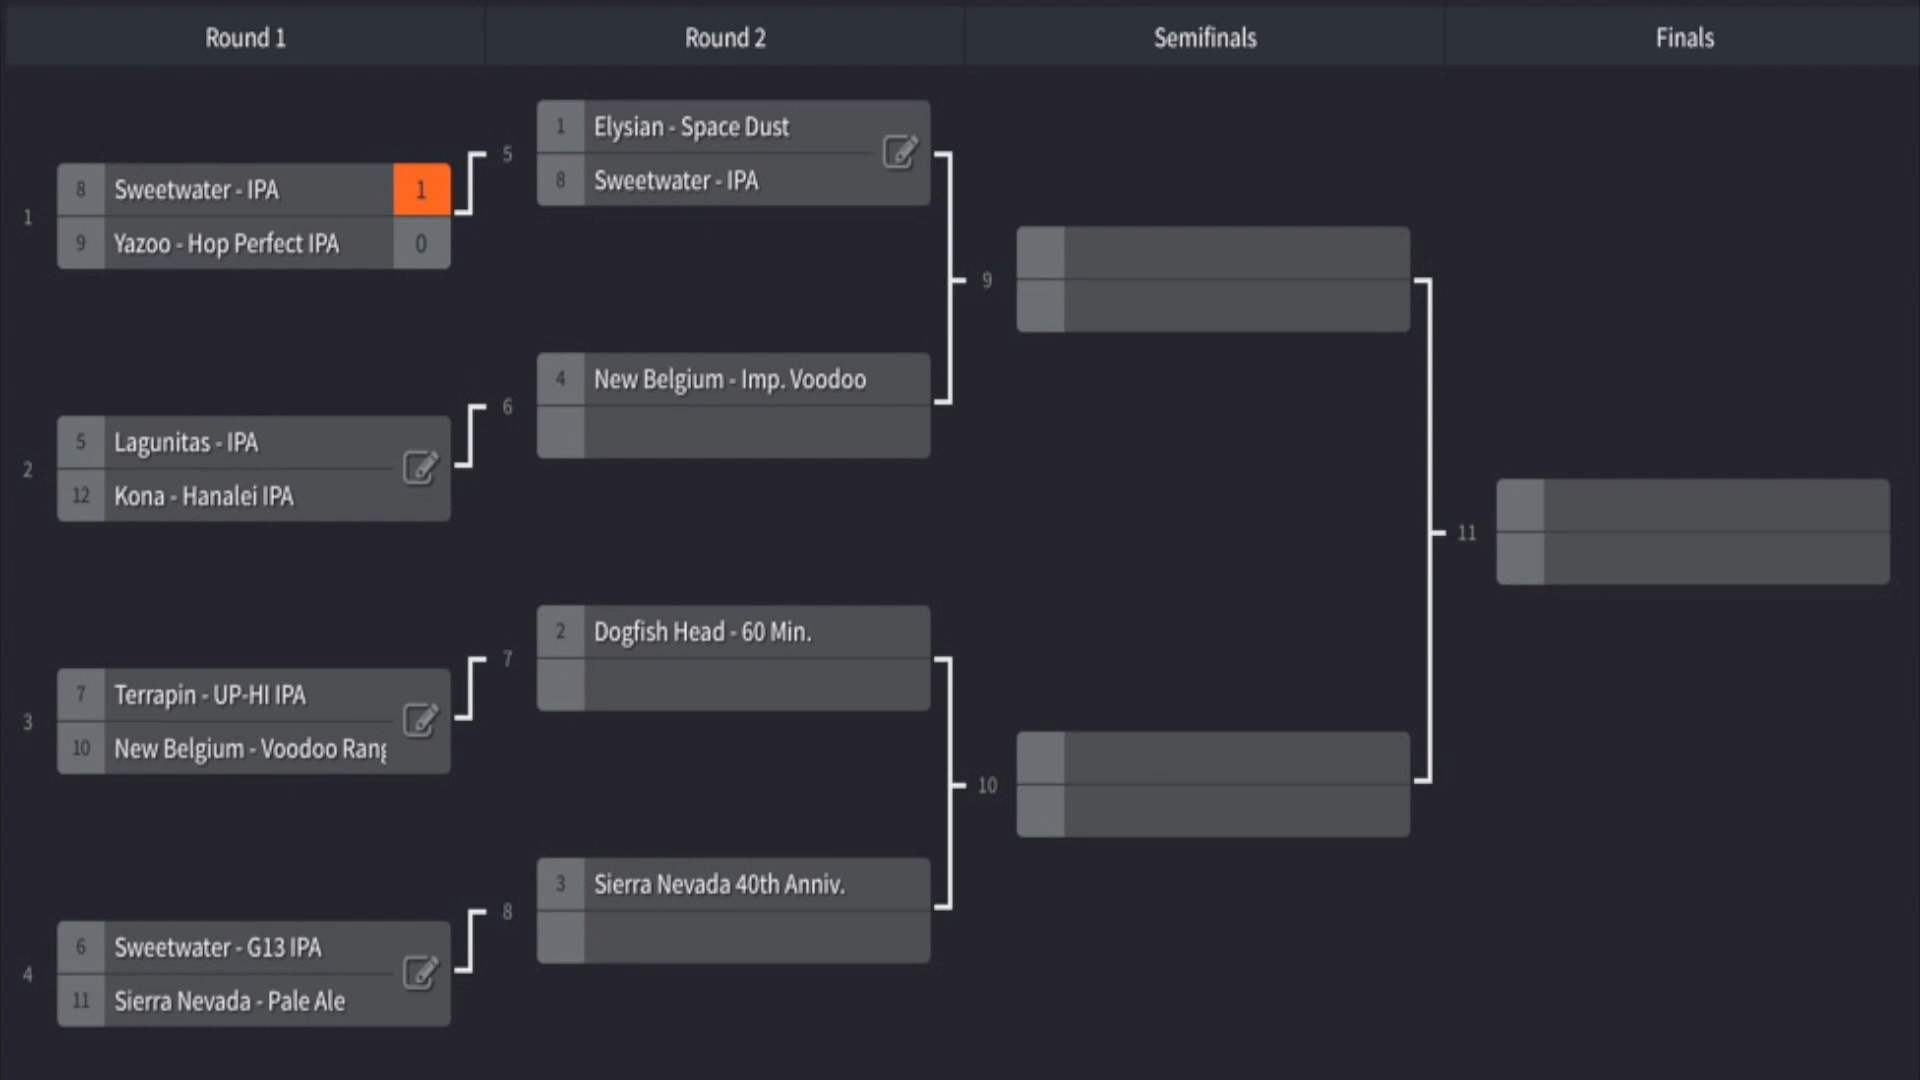 Round 1
Round 2
Semifinals
Finals
1
8 Sweetwater - IPA 1
9 Yazoo - Hop Perfect IPA 0
2
5 Lagunitas - IPA
12 Kona - Hanalei IPA
3
7 Terrapin - UP-HI IPA
10 New Belgium - Voodoo Rang
4
6 Sweetwater - G13 IPA
11 Sierra Nevada - Pale Ale
5
1 Elysian - Space Dust
8 Sweetwater - IPA
6
4 New Belgium - Imp. Voodoo
7
2 Dogfish Head - 60 Min.
8
3 Sierra Nevada 40th Anniv.
9
10
11